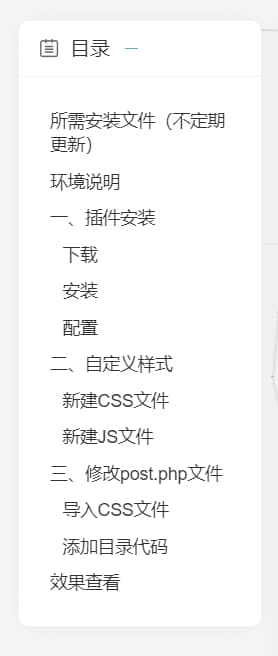 目录
所需安装文件（不定期
更新）
环境说明
一、插件安装
下载
安装
配置
二、自定义样式
新建CSS文件
新建JS文件
三、修改post.php文件
导入CSS文件
添加目录代码
效果查看